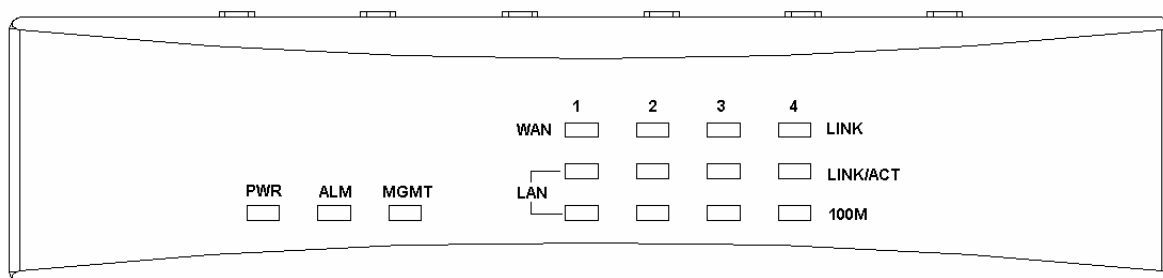 1 2 3 4
WAN LINK
LINK/ACT
LAN
PWR ALM MGMT
100M